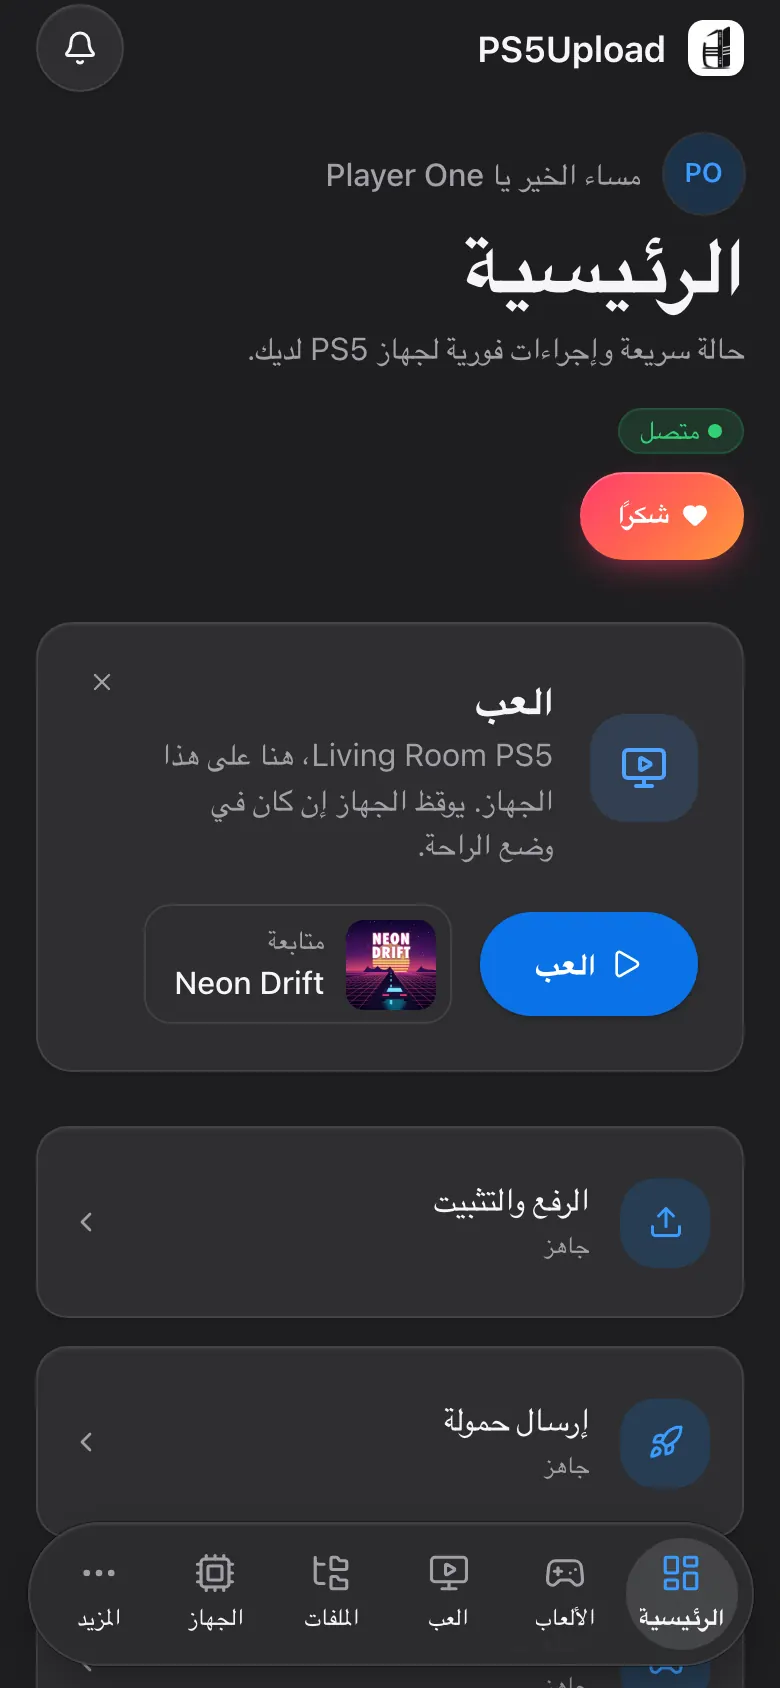 PS5Upload
PO
مساء الخير يا Player One
الرئيسية
حالة سريعة وإجراءات فورية لجهاز PS5 لديك.
متصل
شكرًا
العب
Living Room PS5، هنا على هذا
الجهاز. يوقظ الجهاز إن كان في
وضع الراحة.
العب
NEON
DRIFT
متابعة
Neon Drift
الرفع والتثبيت
جاهز
إرسال حمولة
جاهز
الرئيسية
الألعاب
العب
الملفات
الجهاز
المزيد